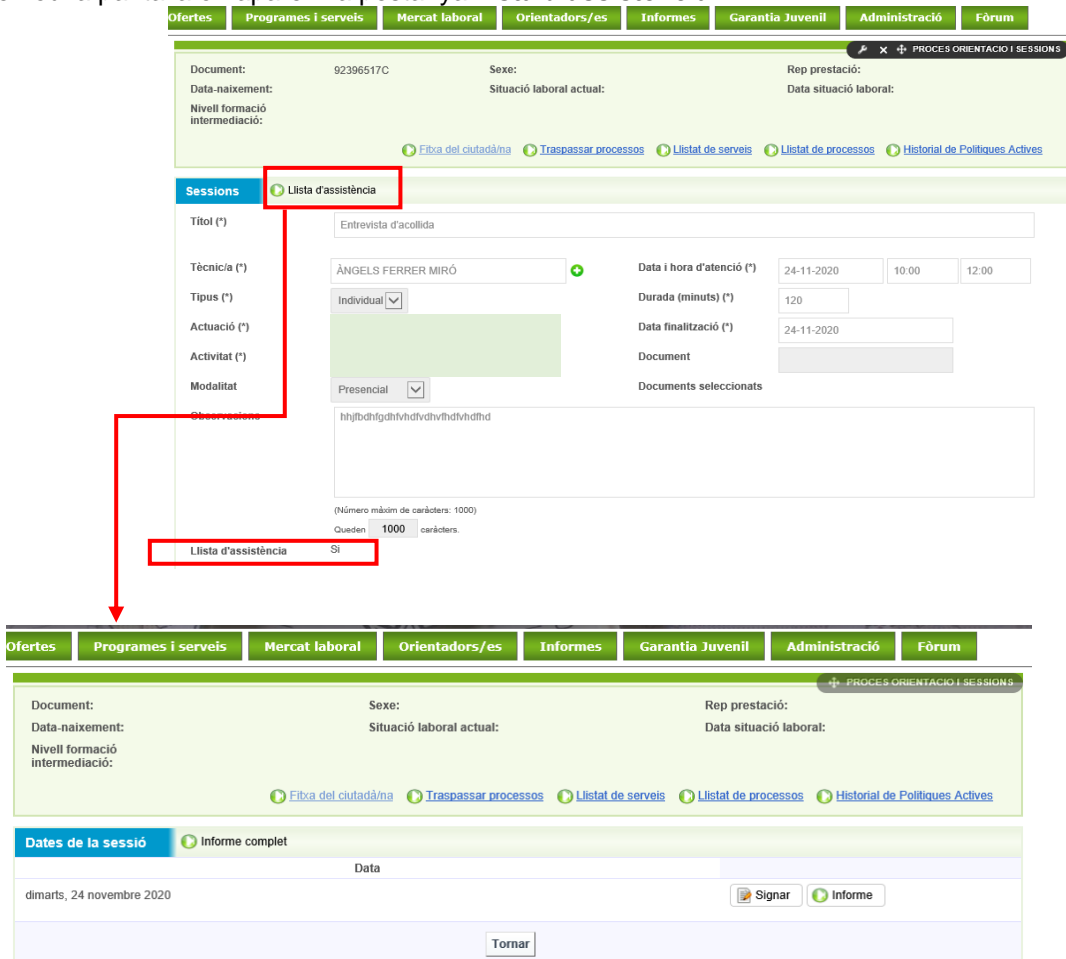 Ofertes Programes i serveis Mercat laboral Orientadors/es Informes Garantia Juvenil Administració Fòrum
PROCES ORIENTACIO I SESSIONS
Document: 92396517C Sexe: Rep prestació:
Data-naixement: Situació laboral actual: Data situació laboral:
Nivell formació
intermediació:
Fitxa del ciutadà/na Traspassar processos Llistat de serveis Llistat de processos Historial de Politiques Actives
Sessions Llista d'assistència
Títol (*) Entrevista d'acollida
Tècnic/a (*) ÀNGELS FERRER MIRÓ Data i hora d'atenció (*) 24-11-2020 10:00 12:00
Tipus (*) Individual Durada (minuts) (*) 120
Actuació (*) Data finalització (*) 24-11-2020
Activitat (*) Document
Modalitat Presencial Documents seleccionats
Observacions
(Número màxim de caràcters: 1000)
Queden 1000 caràcters.
Llista d'assistència Si
Ofertes Programes i serveis Mercat laboral Orientadors/es Informes Garantia Juvenil Administració Fòrum
PROCES ORIENTACIO I SESSIONS
Document: Sexe: Rep prestació:
Data-naixement: Situació laboral actual: Data situació laboral:
Nivell formació
intermediació:
Fitxa del ciutadà/na Traspassar processos Llistat de serveis Llistat de processos Historial de Politiques Actives
Dates de la sessió Informe complet
Data
dimarts, 24 novembre 2020 Signar Informe
Tornar